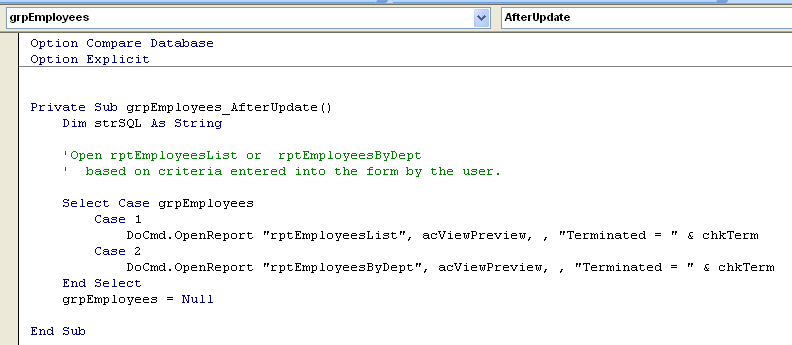 grpEmployees AfterUpdate
Option Compare Database
Option Explicit
Private Sub grpEmployees_AfterUpdate()
Dim strSQL As String
'Open rptEmployeesList or  rptEmployeesByDept
'  based on criteria entered into the form by the user.
Select Case grpEmployees
Case 1
DoCmd.OpenReport "rptEmployeesList", acViewPreview, , "Terminated = " & chkTerm
Case 2
DoCmd.OpenReport "rptEmployeesByDept", acViewPreview, , "Terminated = " & chkTerm
End Select
grpEmployees = Null
End Sub